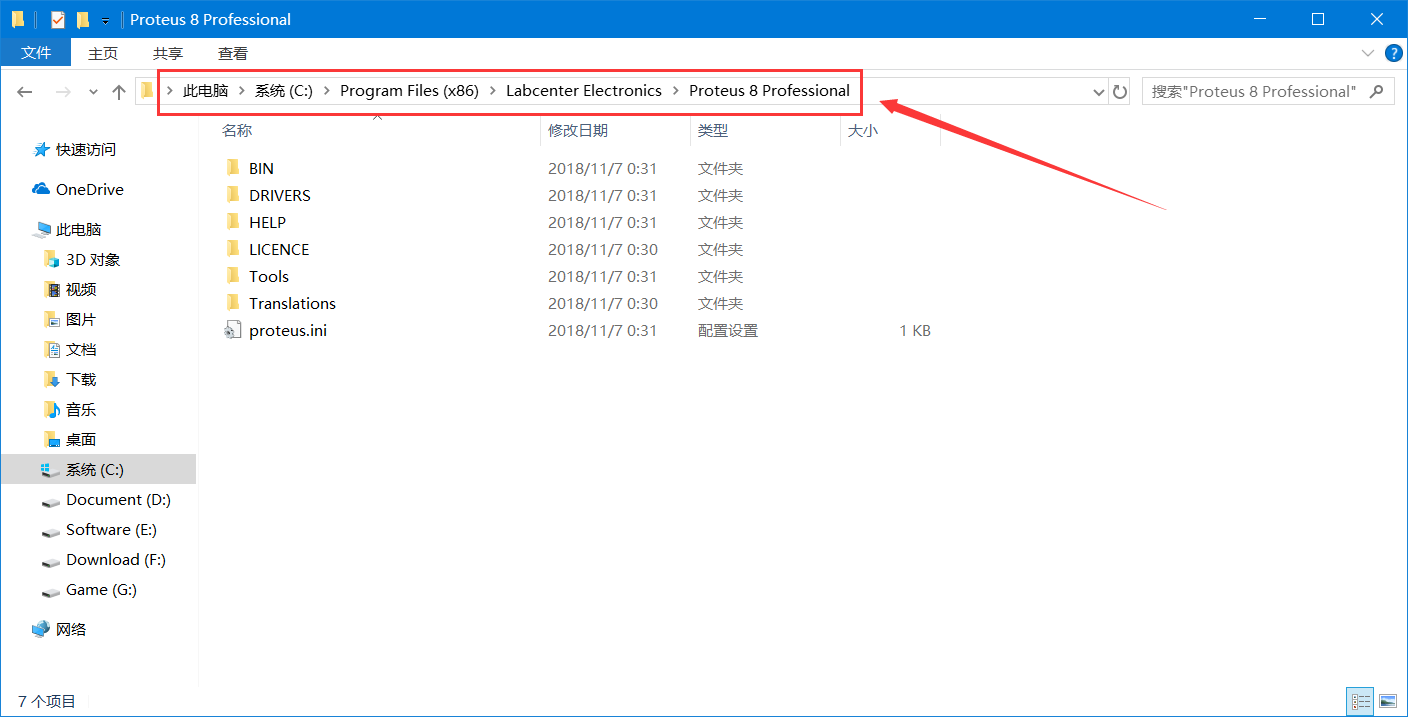 Proteus 8 Professional
文件 主页 共享 查看
此电脑 系统 (C:) Program Files (x86) Labcenter Electronics Proteus 8 Professional
搜索"Proteus 8 Professional"
名称 修改日期 类型 大小
BIN 2018/11/7 0:31 文件夹
DRIVERS 2018/11/7 0:31 文件夹
HELP 2018/11/7 0:31 文件夹
LICENCE 2018/11/7 0:30 文件夹
Tools 2018/11/7 0:31 文件夹
Translations 2018/11/7 0:30 文件夹
proteus.ini 2018/11/7 0:31 配置设置 1 KB
快速访问
OneDrive
此电脑
3D 对象
视频
图片
文档
下载
音乐
桌面
系统 (C:)
Document (D:)
Software (E:)
Download (F:)
Game (G:)
网络
7 个项目